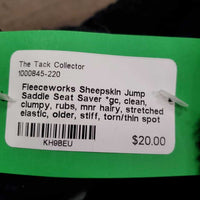 The Tack Collector
1000845-220
Fleeceworks Sheepskin Jump
Saddle Seat Saver *gc, clean,
clumpy, rubs, mnr hairy, stretched
elastic, older, stiff, torn/thin spot
KH9BEU
$20.00